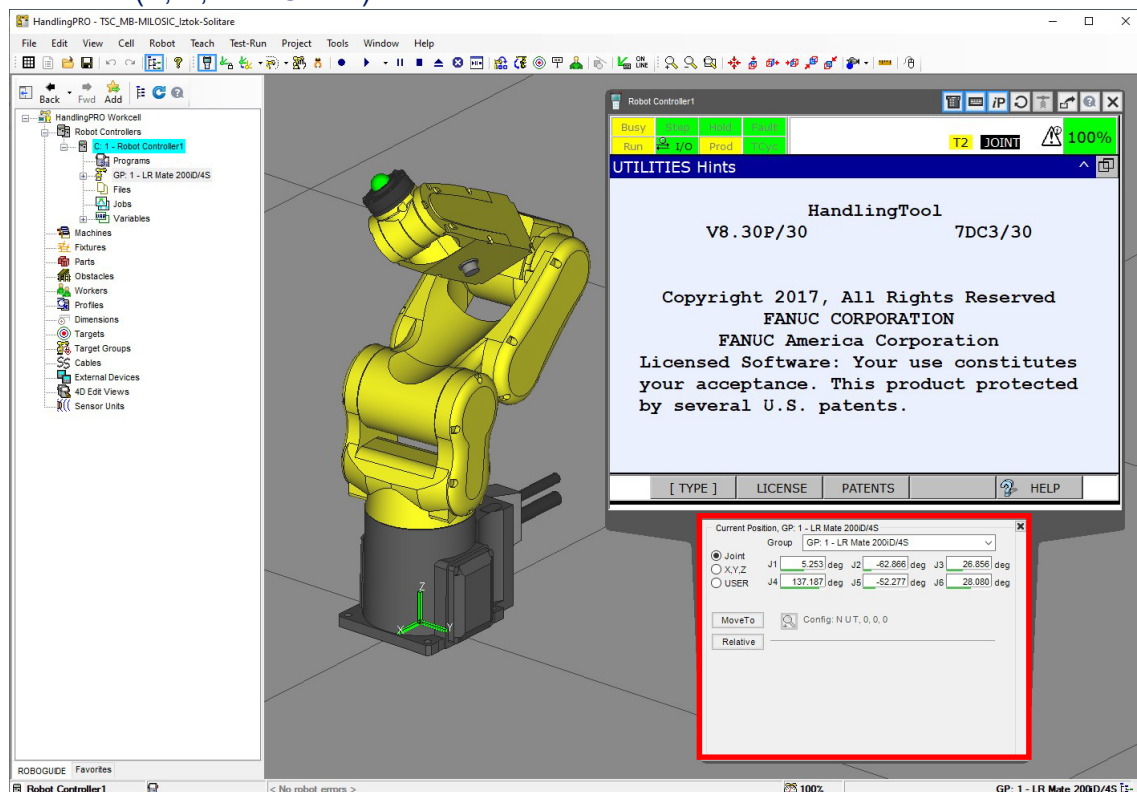 HandlingPRO - TSC_MB-MILOSIC_Iztok-Solitare
File Edit View Cell Robot Teach Test-Run Project Tools Window Help
ON LINE
Back Fwd Add
HandlingPRO Workcell
Robot Controllers
C: 1 - Robot Controller1
Programs
GP: 1 - LR Mate 200iD/4S
Files
Jobs
Variables
Machines
Fixtures
Parts
Obstacles
Workers
Profiles
Dimensions
Targets
Target Groups
Cables
External Devices
4D Edit Views
Sensor Units
ROBOGUIDE Favorites
Z
X Y
Robot Controller1
iP
Busy Step Hold Fault
Run I/O Prod TCyc
T2 JOINT 100%
UTILITIES Hints
HandlingTool
V8.30P/30 7DC3/30
Copyright 2017, All Rights Reserved
FANUC CORPORATION
FANUC America Corporation
Licensed Software: Your use constitutes
your acceptance. This product protected
by several U.S. patents.
[ TYPE ] LICENSE PATENTS HELP
Current Position, GP: 1 - LR Mate 200iD/4S
Group GP: 1 - LR Mate 200iD/4S
Joint J1 5.253 deg J2 -62.866 deg J3 26.856 deg
X,Y,Z
USER J4 137.187 deg J5 -52.277 deg J6 28.080 deg
MoveTo Config: N U T, 0, 0, 0
Relative
Robot Controller1 < No robot errors > 100% GP: 1 - LR Mate 200iD/4S